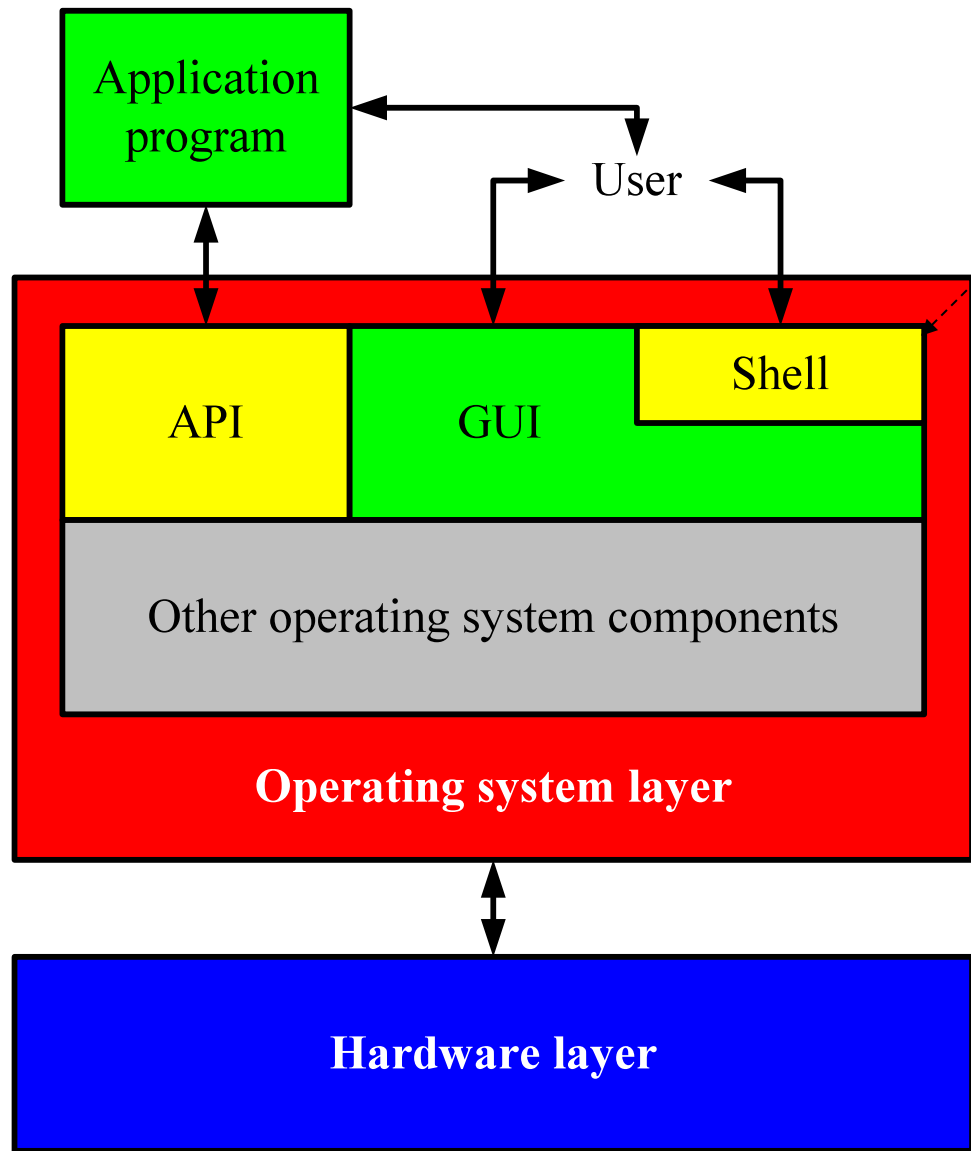 Application
program
User
Shell
API
GUI
Other operating system components
Operating system layer
Hardware layer